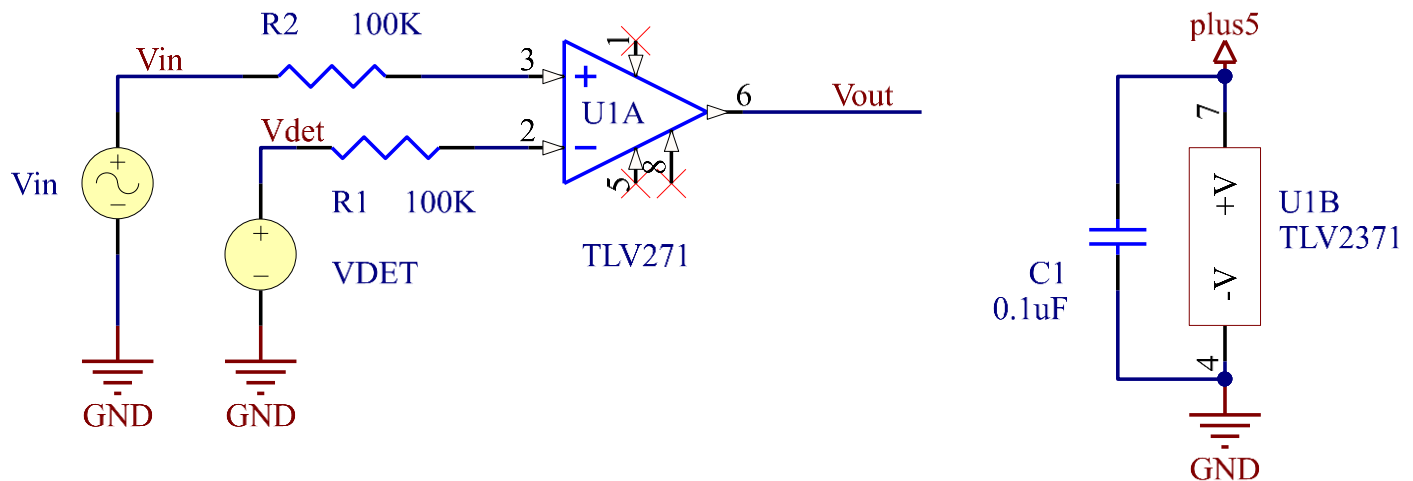 R2 100K
Vin
3
1
+
U1A
6
Vout
Vdet
2
−
5
8
+
−
Vin
R1 100K
+
−
VDET
TLV271
GND
GND
plus5
7
+V
U1B
TLV2371
-V
C1
0.1uF
4
GND